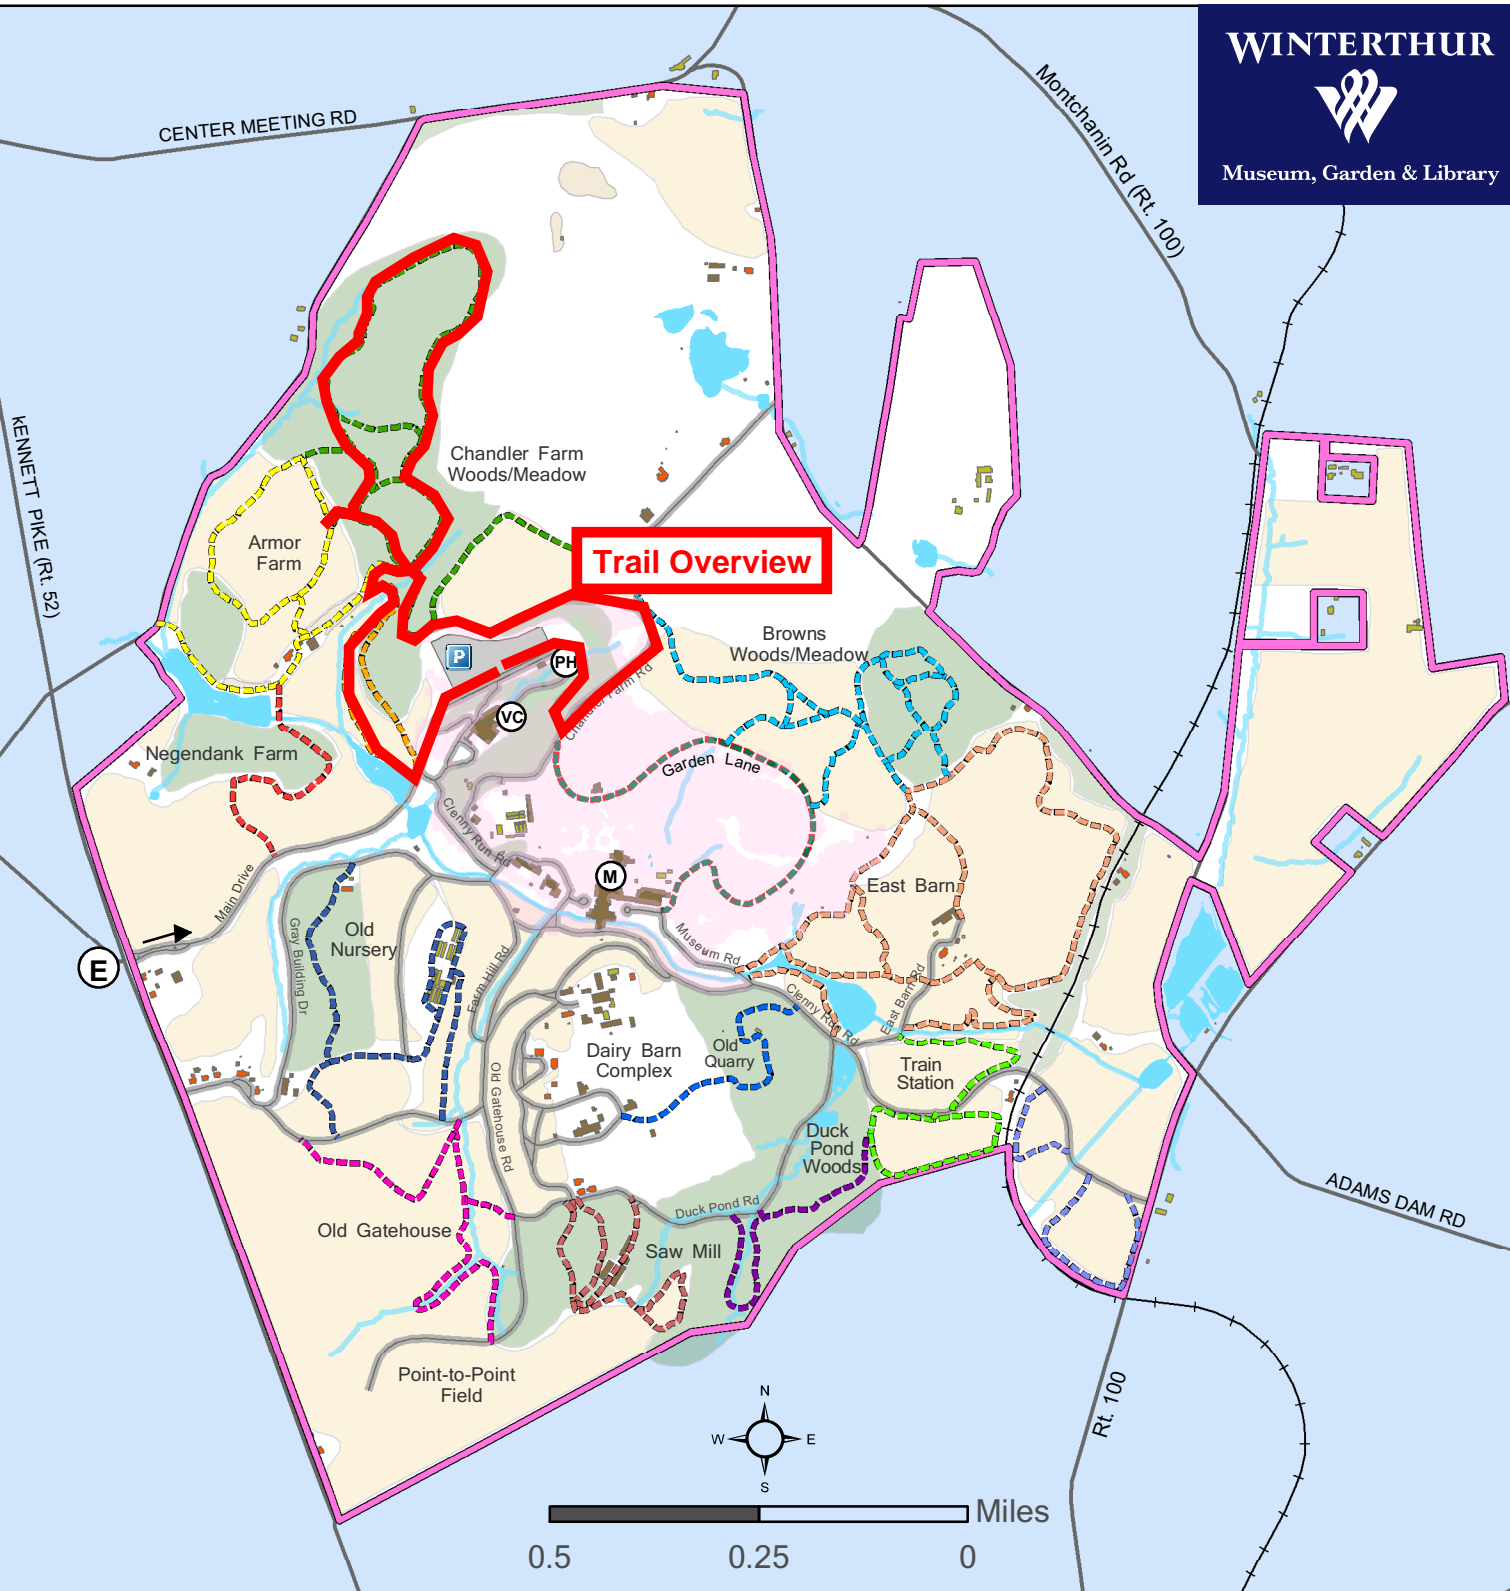 WINTERTHUR
Museum, Garden & Library
CENTER MEETING RD
Montchanin Rd (Rt. 100)
kENNETT PIKE (Rt. 52)
Chandler Farm
Woods/Meadow
Armor
Farm
Trail Overview
Browns
Woods/Meadow
P
PH
VC
Chandler Farm Rd
Negendank Farm
Garden Lane
Clenny Run Rd
M
East Barn
Main Drive
Old
Nursery
Gray Building Dr
Farm Hill Rd
Museum Rd
E
Clenny Run Rd
East Barn Rd
Dairy Barn
Complex
Old
Quarry
Train
Station
Old Gatehouse Rd
Duck
Pond
Woods
ADAMS DAM RD
Duck Pond Rd
Old Gatehouse
Saw Mill
Point-to-Point
Field
Rt. 100
N
W
E
S
Miles
0.5
0.25
0